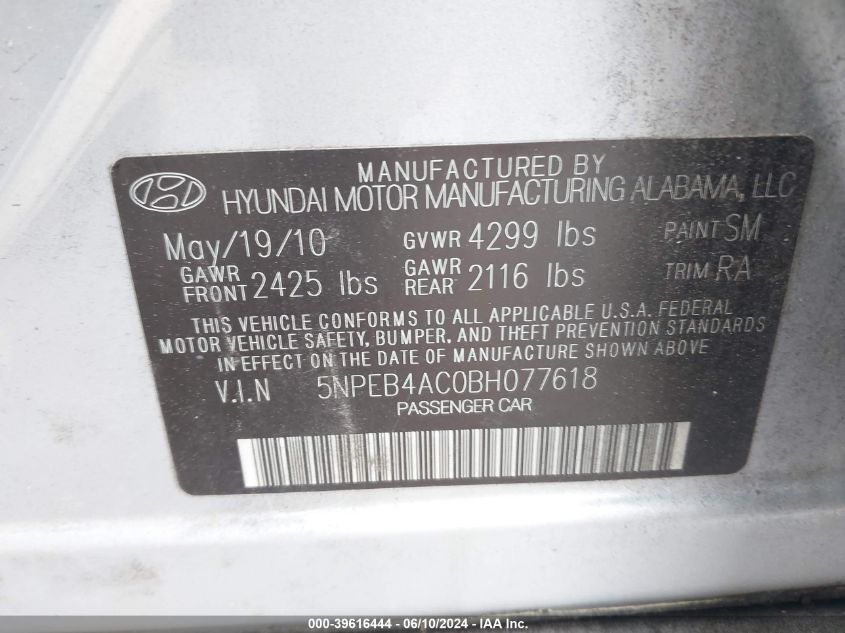 MANUFACTURED BY
HYUNDAI MOTOR MANUFACTURING ALABAMA, LLC
May/19/10 GVWR 4299 lbs PAINT SM
GAWR FRONT 2425 lbs GAWR REAR 2116 lbs TRIM RA
THIS VEHICLE CONFORMS TO ALL APPLICABLE U.S.A. FEDERAL
MOTOR VEHICLE SAFETY, BUMPER, AND THEFT PREVENTION STANDARDS
IN EFFECT ON THE DATE OF MANUFACTURE SHOWN ABOVE
V.I.N 5NPEB4AC0BH077618
PASSENGER CAR
000-39616444 - 06/10/2024 - IAA, Inc.